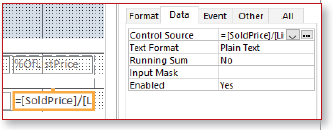 Format Data Event Other All
Control Source =[SoldPrice]/[Li
Text Format Plain Text
Running Sum No
Input Mask
Enabled Yes
=[SoldPrice]/[L